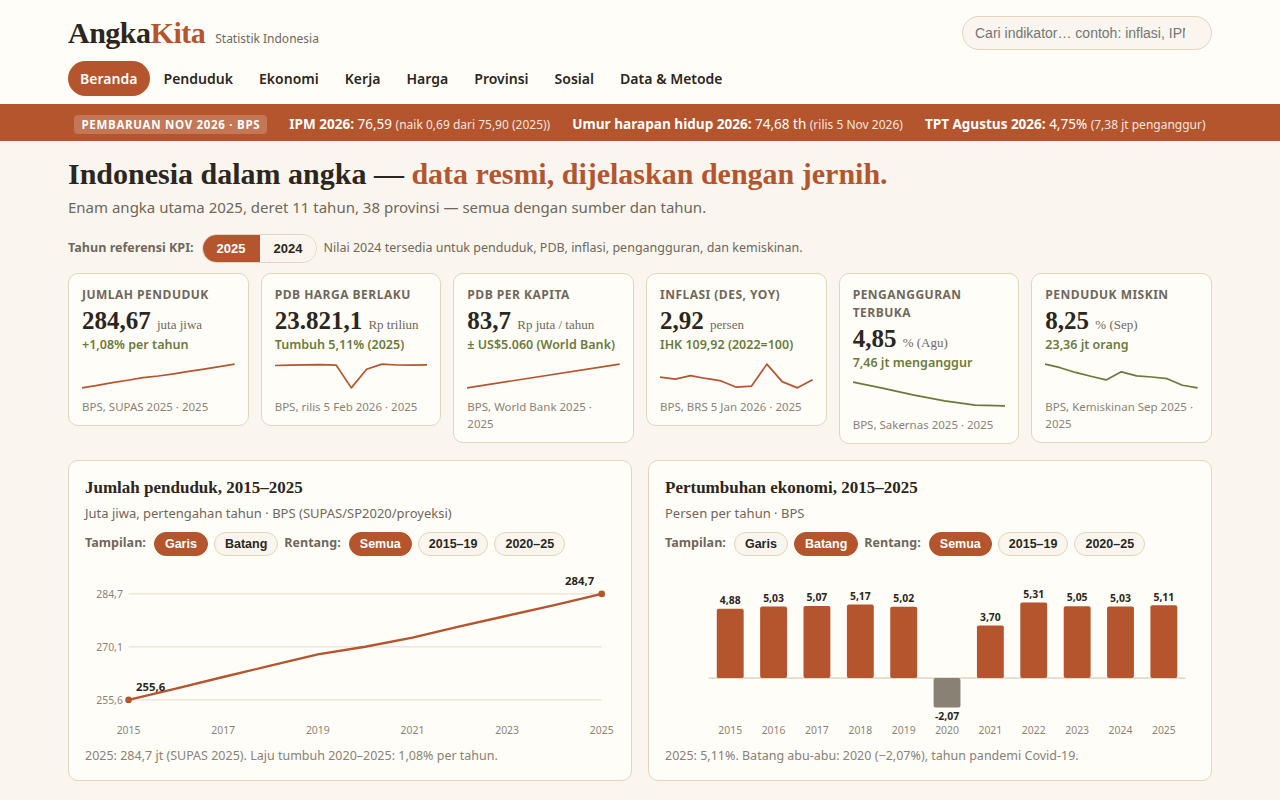 AngkaKita Statistik Indonesia
Cari indikator… contoh: inflasi, IPM
Beranda Penduduk Ekonomi Kerja Harga Provinsi Sosial Data & Metode
PEMBARUAN NOV 2026 · BPS IPM 2026: 76,59 (naik 0,69 dari 75,90 (2025)) Umur harapan hidup 2026: 74,68 th (rilis 5 Nov 2026) TPT Agustus 2026: 4,75% (7,38 jt penganggur)
Indonesia dalam angka — data resmi, dijelaskan dengan jernih.
Enam angka utama 2025, deret 11 tahun, 38 provinsi — semua dengan sumber dan tahun.
Tahun referensi KPI: 2025 2024 Nilai 2024 tersedia untuk penduduk, PDB, inflasi, pengangguran, dan kemiskinan.
JUMLAH PENDUDUK
284,67 juta jiwa
+1,08% per tahun
BPS, SUPAS 2025 · 2025
PDB HARGA BERLAKU
23.821,1 Rp triliun
Tumbuh 5,11% (2025)
BPS, rilis 5 Feb 2026 · 2025
PDB PER KAPITA
83,7 Rp juta / tahun
± US$5.060 (World Bank)
BPS, World Bank 2025 ·
2025
INFLASI (DES, YOY)
2,92 persen
IHK 109,92 (2022=100)
BPS, BRS 5 Jan 2026 · 2025
PENGANGGURAN
TERBUKA
4,85 % (Agu)
7,46 jt menganggur
BPS, Sakernas 2025 · 2025
PENDUDUK MISKIN
8,25 % (Sep)
23,36 jt orang
BPS, Kemiskinan Sep 2025 ·
2025
Jumlah penduduk, 2015–2025
Juta jiwa, pertengahan tahun · BPS (SUPAS/SP2020/proyeksi)
Tampilan: Garis Batang Rentang: Semua 2015–19 2020–25
284,7
284,7
270,1
255,6
255,6
2015 2017 2019 2021 2023 2025
2025: 284,7 jt (SUPAS 2025). Laju tumbuh 2020–2025: 1,08% per tahun.
Pertumbuhan ekonomi, 2015–2025
Persen per tahun · BPS
Tampilan: Garis Batang Rentang: Semua 2015–19 2020–25
4,88 5,03 5,07 5,17 5,02 -2,07 3,70 5,31 5,05 5,03 5,11
2015 2016 2017 2018 2019 2020 2021 2022 2023 2024 2025
2025: 5,11%. Batang abu-abu: 2020 (−2,07%), tahun pandemi Covid-19.